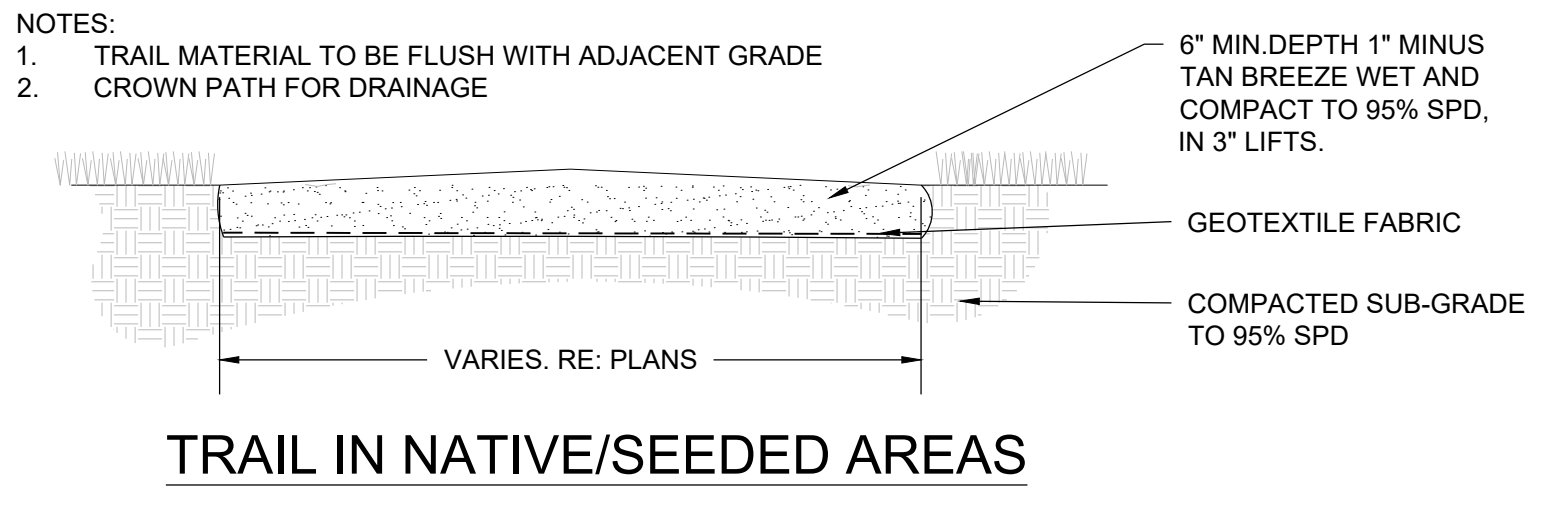 NOTES:
1. TRAIL MATERIAL TO BE FLUSH WITH ADJACENT GRADE
2. CROWN PATH FOR DRAINAGE
6" MIN.DEPTH 1" MINUS
TAN BREEZE WET AND
COMPACT TO 95% SPD,
IN 3" LIFTS.
GEOTEXTILE FABRIC
COMPACTED SUB-GRADE
TO 95% SPD
VARIES. RE: PLANS
TRAIL IN NATIVE/SEEDED AREAS